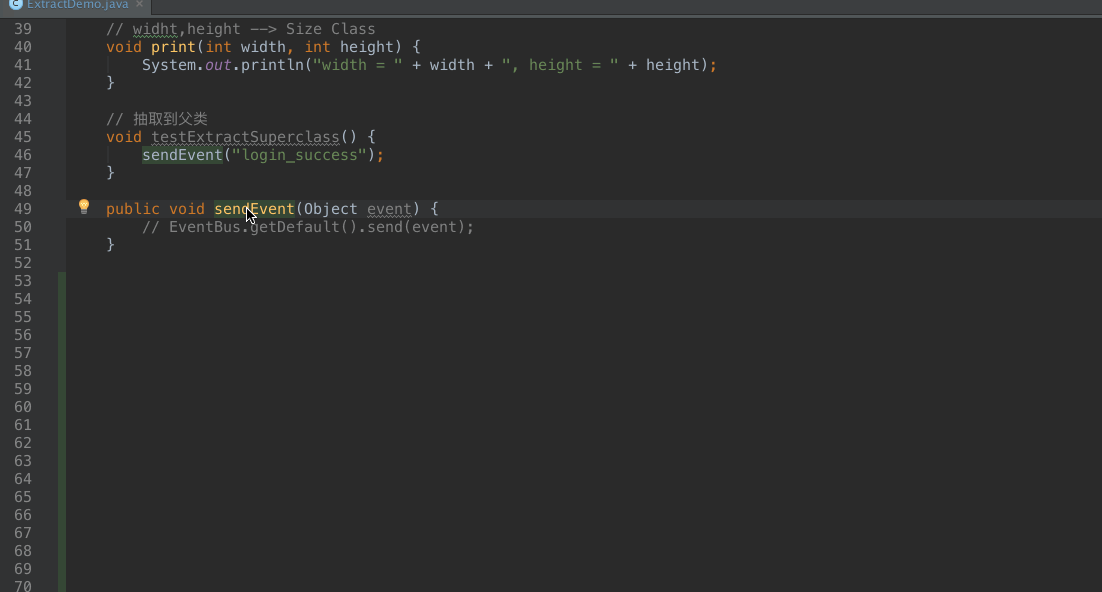 ExtractDemo.java
39 // widht,height --> Size Class
40 void print(int width, int height) {
41 System.out.println("width = " + width + ", height = " + height);
42 }
43
44 // 抽取到父类
45 void testExtractSuperclass() {
46 sendEvent("login_success");
47 }
48
49 public void sendEvent(Object event) {
50 // EventBus.getDefault().send(event);
51 }
52
53
54
55
56
57
58
59
60
61
62
63
64
65
66
67
68
69
70